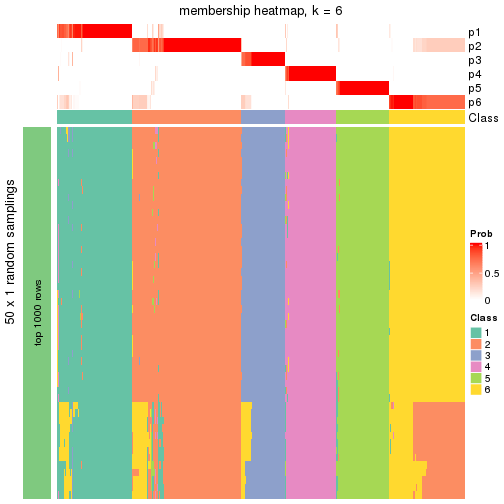 membership heatmap, k = 6
p1
p2
p3
p4
p5
p6
Class
50 x 1 random samplings
top 1000 rows
Prob
1
0.5
0
Class
1
2
3
4
5
6